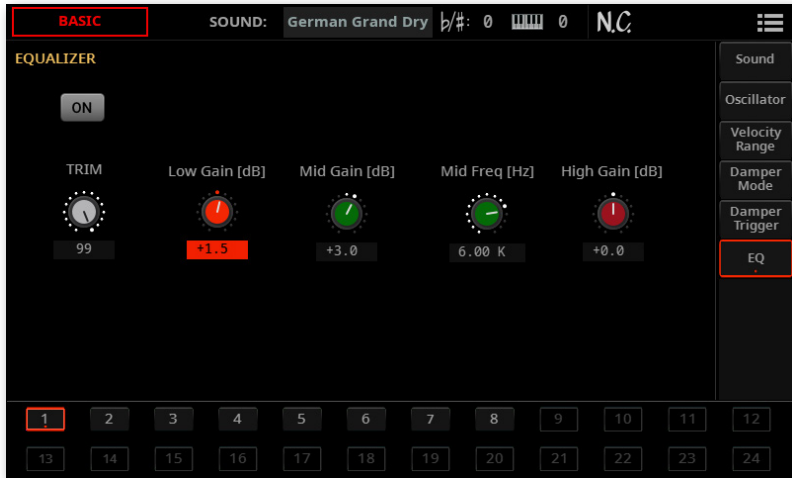 BASIC SOUND: German Grand Dry ♭/♯: 0 0 N.C.
EQUALIZER
ON
TRIM Low Gain [dB] Mid Gain [dB] Mid Freq [Hz] High Gain [dB]
99 +1.5 +3.0 6.00 K +0.0
Sound
Oscillator
Velocity
Range
Damper
Mode
Damper
Trigger
EQ
1 2 3 4 5 6 7 8 9 10 11 12
13 14 15 16 17 18 19 20 21 22 23 24